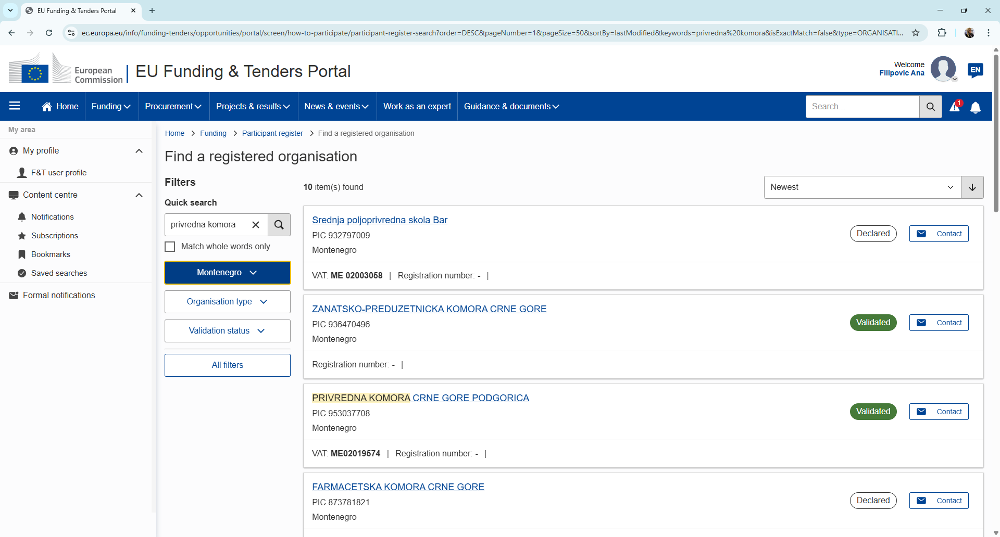 EU Funding & Tenders Portal
ec.europa.eu/info/funding-tenders/opportunities/portal/screen/how-to-participate/participant-register-search?order=DESC&pageNumber=1&pageSize=50&sortBy=lastModified&keywords=privredna%20komora&isExactMatch=false&type=ORGANISATI...
European
Commission
EU Funding & Tenders Portal
Welcome
Filipovic Ana
EN
Home
Funding
Procurement
Projects & results
News & events
Work as an expert
Guidance & documents
Search...
1
My area
My profile
F&T user profile
Content centre
Notifications
Subscriptions
Bookmarks
Saved searches
Formal notifications
Home > Funding > Participant register > Find a registered organisation
Find a registered organisation
Filters
Quick search
privredna komora
Match whole words only
Montenegro
Organisation type
Validation status
All filters
10 item(s) found
Newest
Srednja poljoprivredna skola Bar
PIC 932797009
Montenegro
Declared
Contact
VAT: ME 02003058 | Registration number: - |
ZANATSKO-PREDUZETNICKA KOMORA CRNE GORE
PIC 936470496
Montenegro
Validated
Contact
Registration number: - |
PRIVREDNA KOMORA CRNE GORE PODGORICA
PIC 953037708
Montenegro
Validated
Contact
VAT: ME02019574 | Registration number: - |
FARMACETSKA KOMORA CRNE GORE
PIC 873781821
Montenegro
Declared
Contact